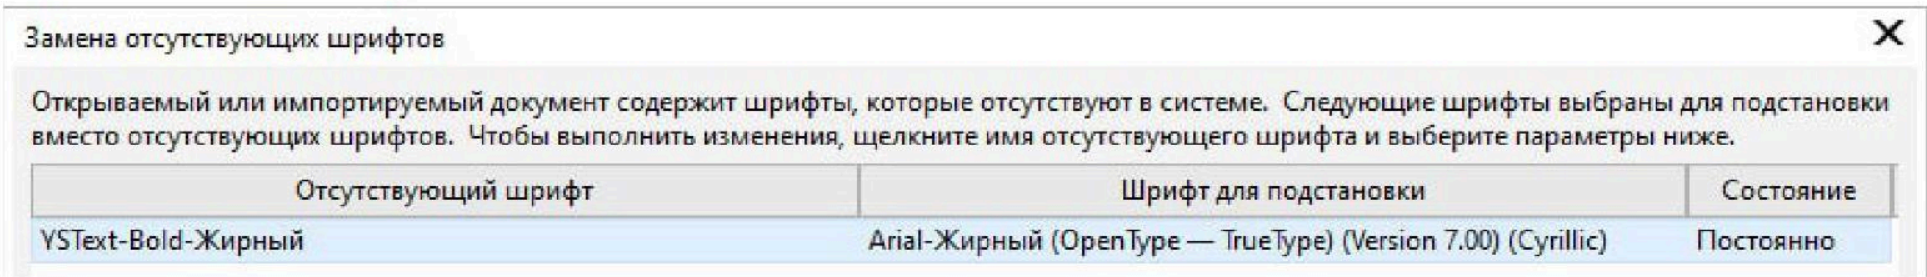 Замена отсутствующих шрифтов
Открываемый или импортируемый документ содержит шрифты, которые отсутствуют в системе. Следующие шрифты выбраны для подстановки
вместо отсутствующих шрифтов. Чтобы выполнить изменения, щелкните имя отсутствующего шрифта и выберите параметры ниже.
Отсутствующий шрифт Шрифт для подстановки Состояние
YSText-Bold-Жирный Arial-Жирный (OpenType — TrueType) (Version 7.00) (Cyrillic) Постоянно